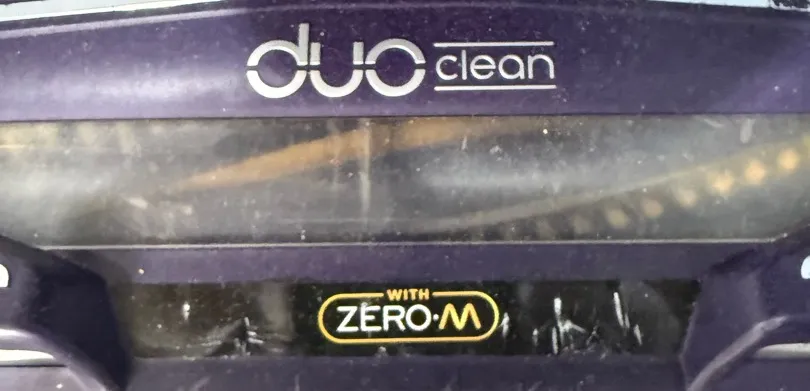 duo clean
WITH
ZERO·M